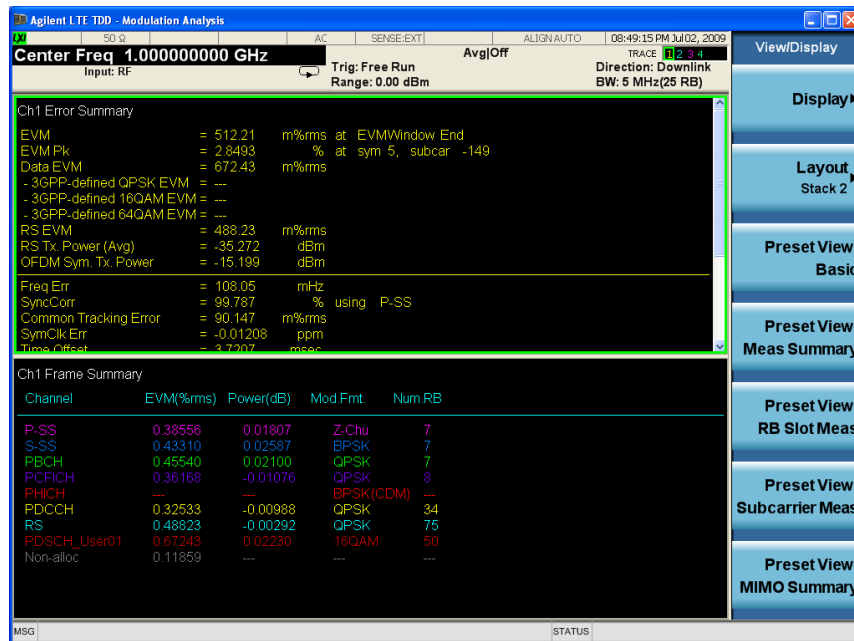 Agilent LTE TDD - Modulation Analysis
LXI 50 Ω AC SENSE:EXT ALIGN AUTO 08:49:15 PM Jul 02, 2009
Center Freq 1.000000000 GHz Avg|Off TRACE 1 2 3 4
Input: RF Trig: Free Run Direction: Downlink
Range: 0.00 dBm BW: 5 MHz(25 RB)
Ch1 Error Summary
EVM = 512.21 m%rms at EVMWindow End
EVM Pk = 2.8493 % at sym 5, subcar -149
Data EVM = 672.43 m%rms
- 3GPP-defined QPSK EVM = ---
- 3GPP-defined 16QAM EVM = ---
- 3GPP-defined 64QAM EVM = ---
RS EVM = 488.23 m%rms
RS Tx. Power (Avg) = -35.272 dBm
OFDM Sym. Tx. Power = -15.199 dBm
Freq Err = 108.05 mHz
SyncCorr = 99.787 % using P-SS
Common Tracking Error = 90.147 m%rms
SymClk Err = -0.01208 ppm
Time Offset = 3.7207 msec
Ch1 Frame Summary
Channel EVM(%rms) Power(dB) Mod.Fmt. Num.RB
P-SS 0.38556 0.01807 Z-Chu 7
S-SS 0.43310 0.02587 BPSK 7
PBCH 0.45540 0.02100 QPSK 7
PCFICH 0.36168 -0.01076 QPSK 8
PHICH --- --- BPSK(CDM) ---
PDCCH 0.32533 -0.00988 QPSK 34
RS 0.48823 -0.00292 QPSK 75
PDSCH_User01 0.67243 0.02230 16QAM 50
Non-alloc 0.11859 --- --- ---
View/Display
Display
Layout
Stack 2
Preset View
Basic
Preset View
Meas Summary
Preset View
RB Slot Meas
Preset View
Subcarrier Meas
Preset View
MIMO Summary
MSG STATUS